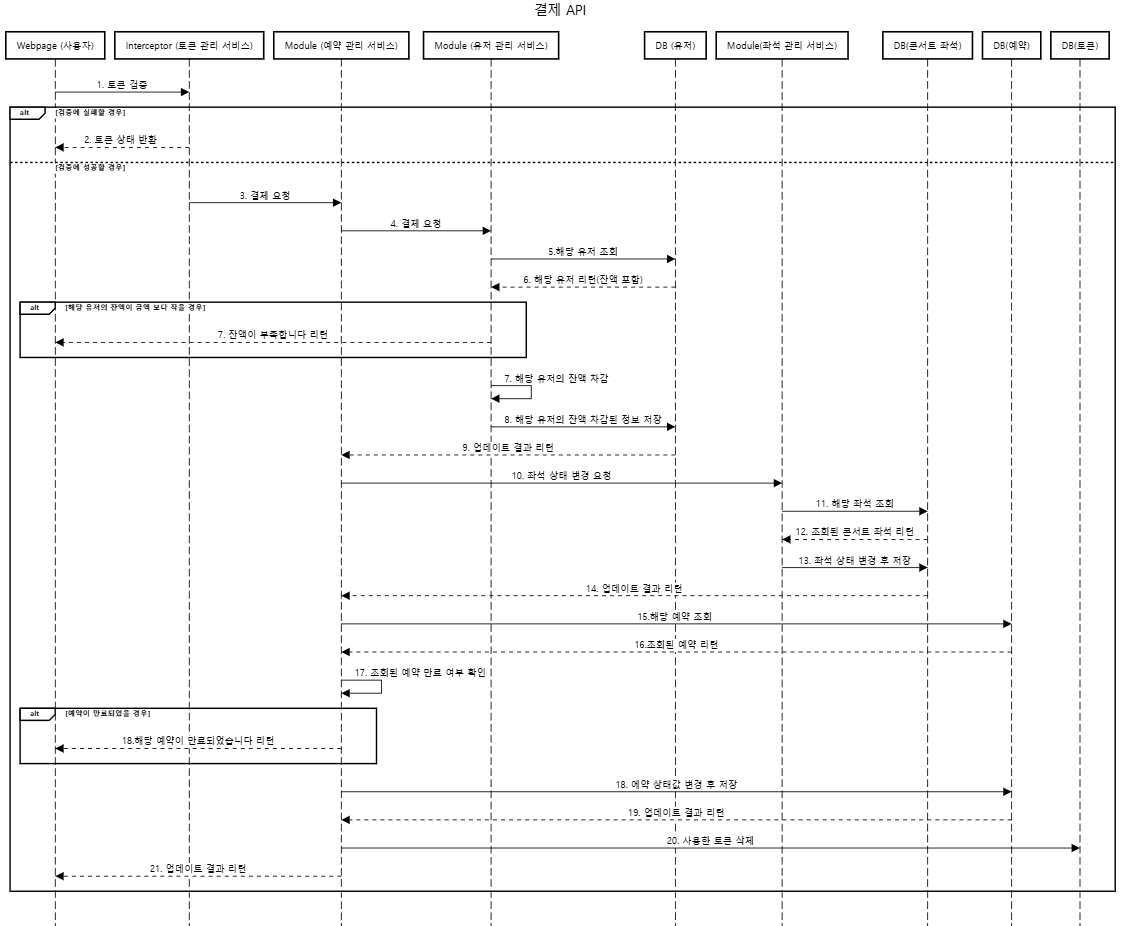 결제 API
Webpage (사용자)
Interceptor (토큰 관리 서비스)
Module (예약 관리 서비스)
Module (유저 관리 서비스)
DB (유저)
Module(좌석 관리 서비스)
DB(콘서트 좌석)
DB(예약)
DB(토큰)
1. 토큰 검증
alt
[검증에 실패할 경우]
2. 토큰 상태 반환
[검증에 성공할 경우]
3. 결제 요청
4. 결제 요청
5.해당 유저 조회
6. 해당 유저 리턴(잔액 포함)
alt
[해당 유저의 잔액이 금액 보다 작을 경우]
7. 잔액이 부족합니다 리턴
7. 해당 유저의 잔액 차감
8. 해당 유저의 잔액 차감된 정보 저장
9. 업데이트 결과 리턴
10. 좌석 상태 변경 요청
11. 해당 좌석 조회
12. 조회된 콘서트 좌석 리턴
13. 좌석 상태 변경 후 저장
14. 업데이트 결과 리턴
15.해당 예약 조회
16.조회된 예약 리턴
17. 조회된 예약 만료 여부 확인
alt
[예약이 만료되었을 경우]
18.해당 예약이 만료되었습니다 리턴
18. 에약 상태값 변경 후 저장
19. 업데이트 결과 리턴
20. 사용한 토큰 삭제
21. 업데이트 결과 리턴